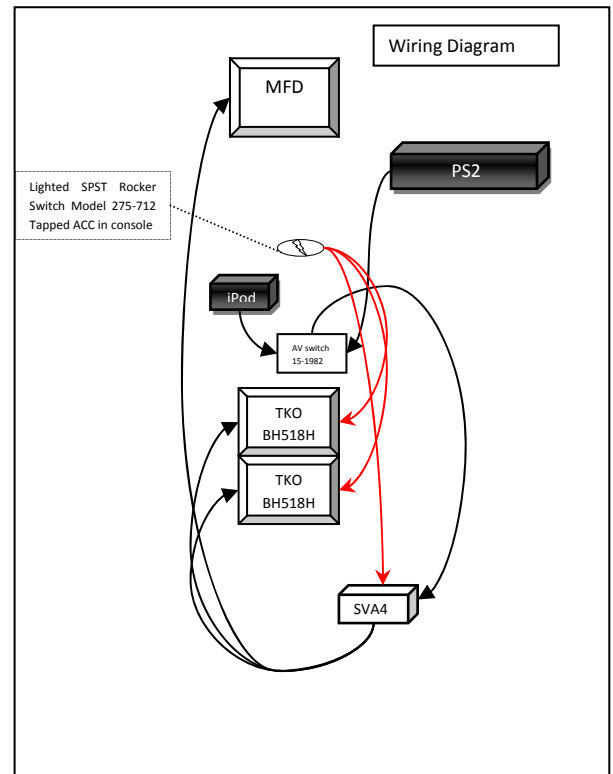 Wiring Diagram
MFD
PS2
Lighted SPST Rocker
Switch Model 275-712
Tapped ACC in console
iPod
AV switch
15-1982
TKO
BH518H
TKO
BH518H
SVA4